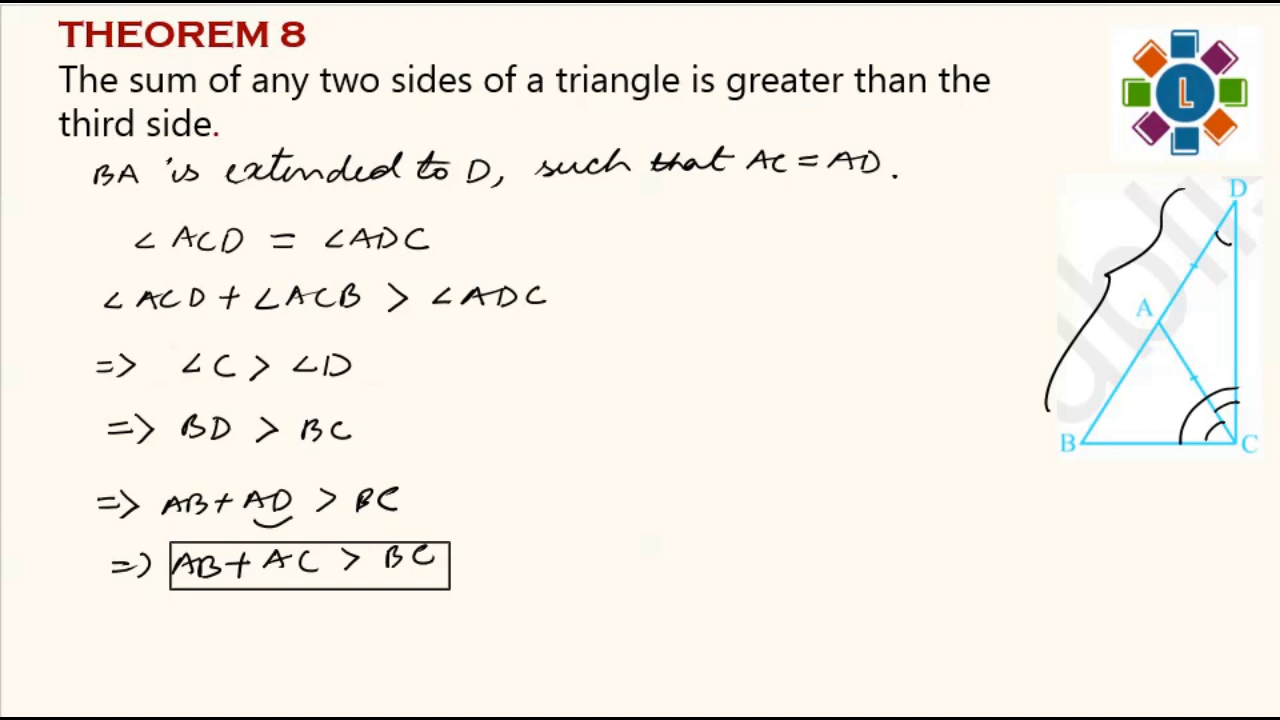 THEOREM 8
The sum of any two sides of a triangle is greater than the
third side.
BA is extended to D, such that AC = AD.
∠ACD = ∠ADC
∠ACD + ∠ACB > ∠ADC
=> ∠C > ∠D
=> BD > BC
=> AB + AD > BC
=> AB + AC > BC
L
D
A
B
C